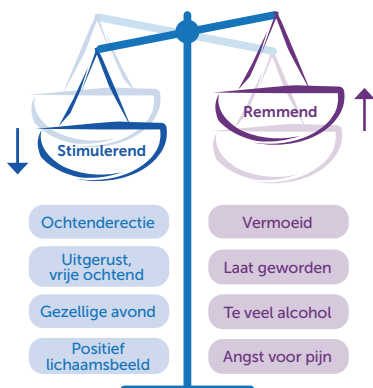 Remmend
Stimulerend
Ochtenderectie
Vermoeid
Uitgerust,
vrije ochtend
Laat geworden
Gezellige avond
Te veel alcohol
Positief
lichaamsbeeld
Angst voor pijn